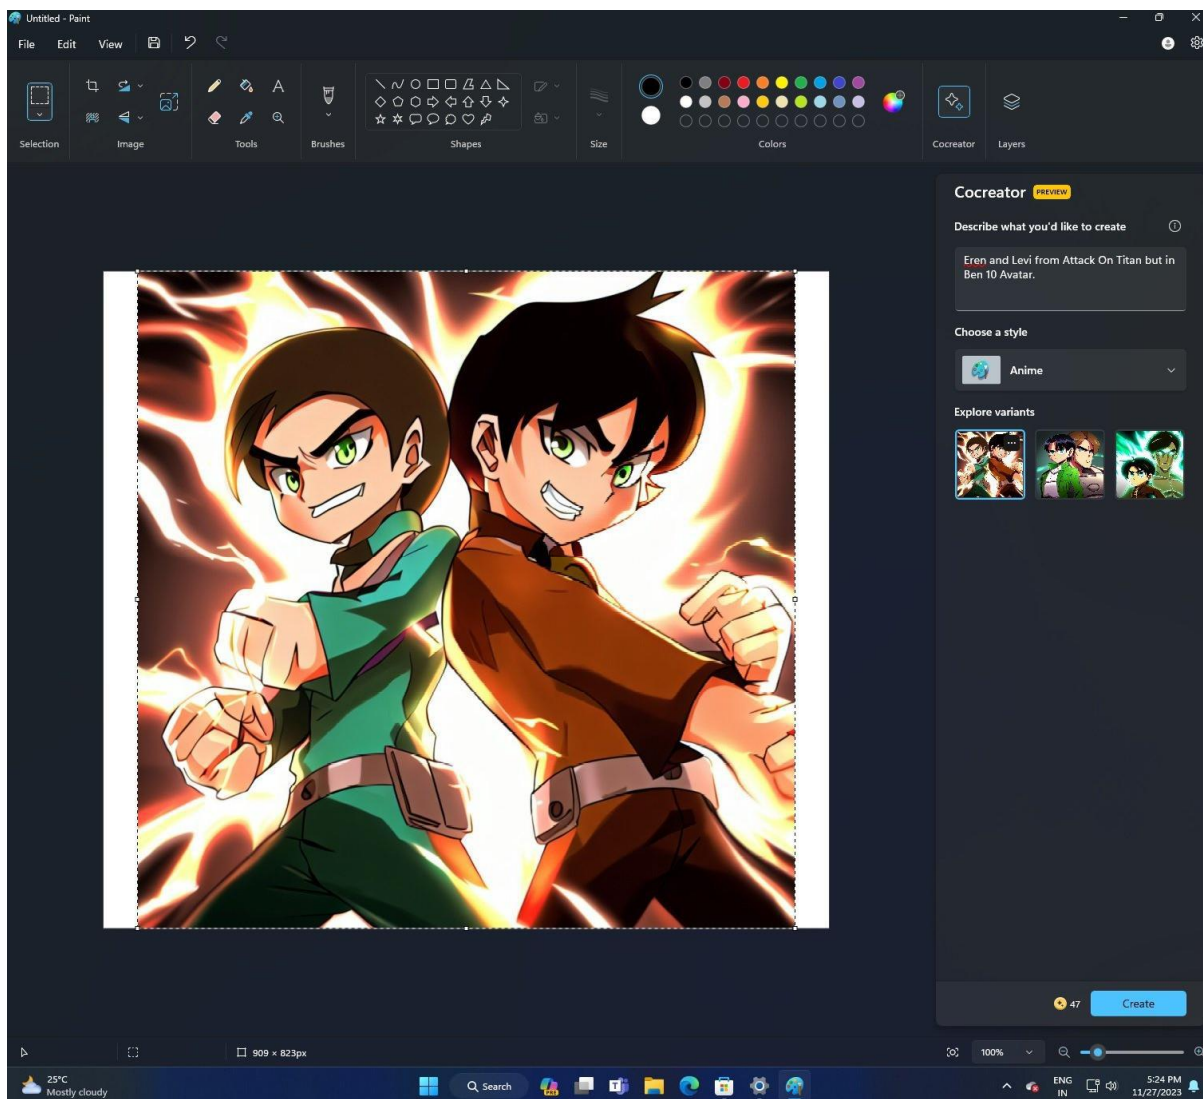 Untitled - Paint
File Edit View
Selection Image Tools Brushes Shapes Size Colors Cocreator Layers
Cocreator PREVIEW
Describe what you'd like to create
Eren and Levi from Attack On Titan but in
Ben 10 Avatar.
Choose a style
Anime
Explore variants
47 Create
909 × 823px 100%
25°C
Mostly cloudy
Search
PRE
ENG
IN
5:24 PM
11/27/2023